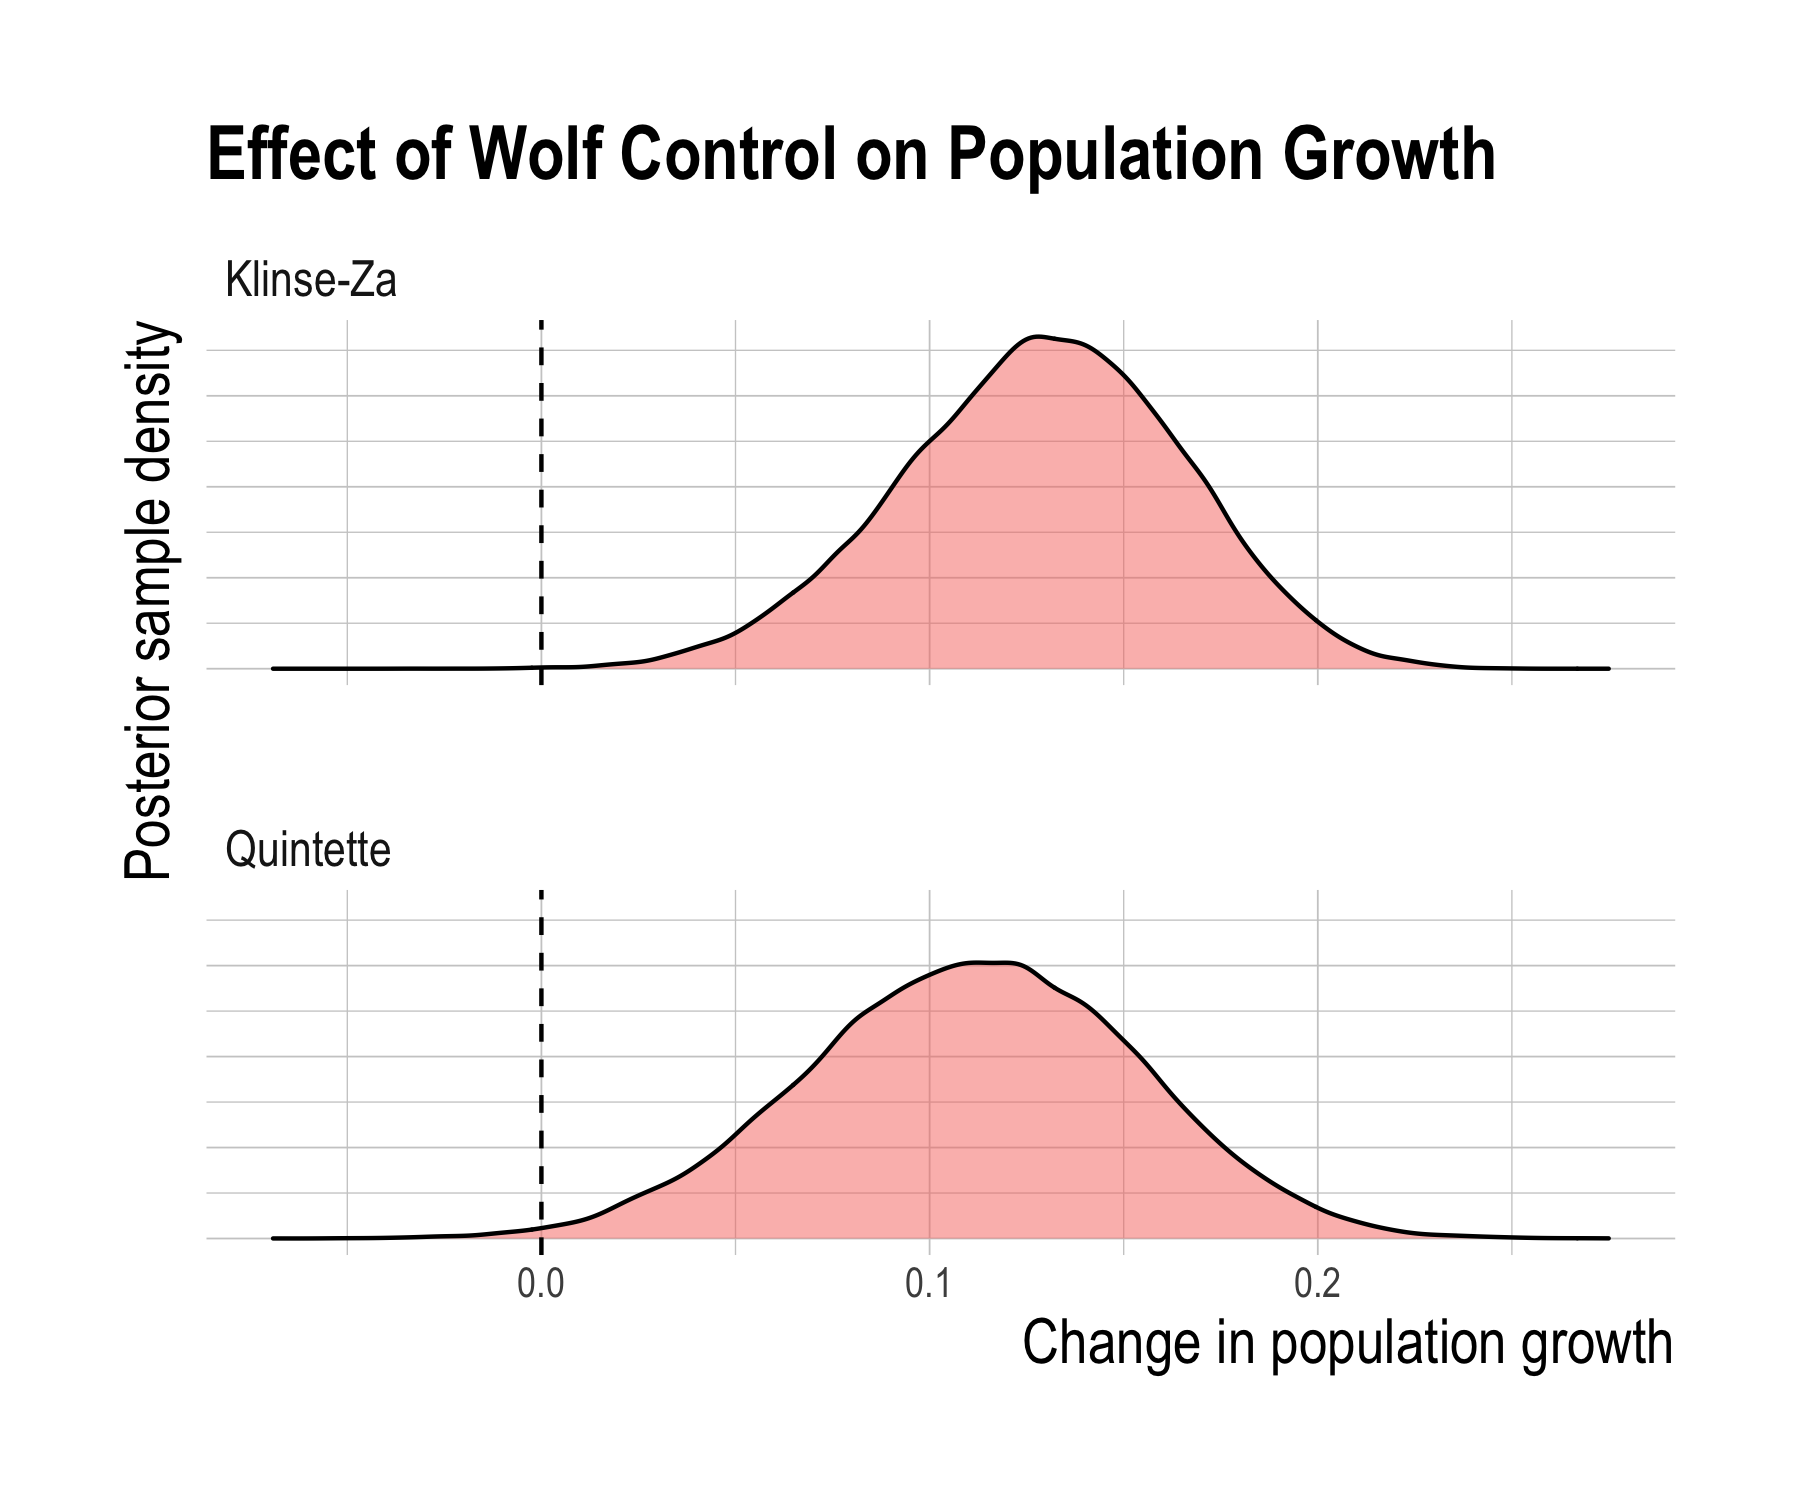 Effect of Wolf Control on Population Growth
Posterior sample density
Klinse-Za
Quintette
0.0 0.1 0.2
Change in population growth